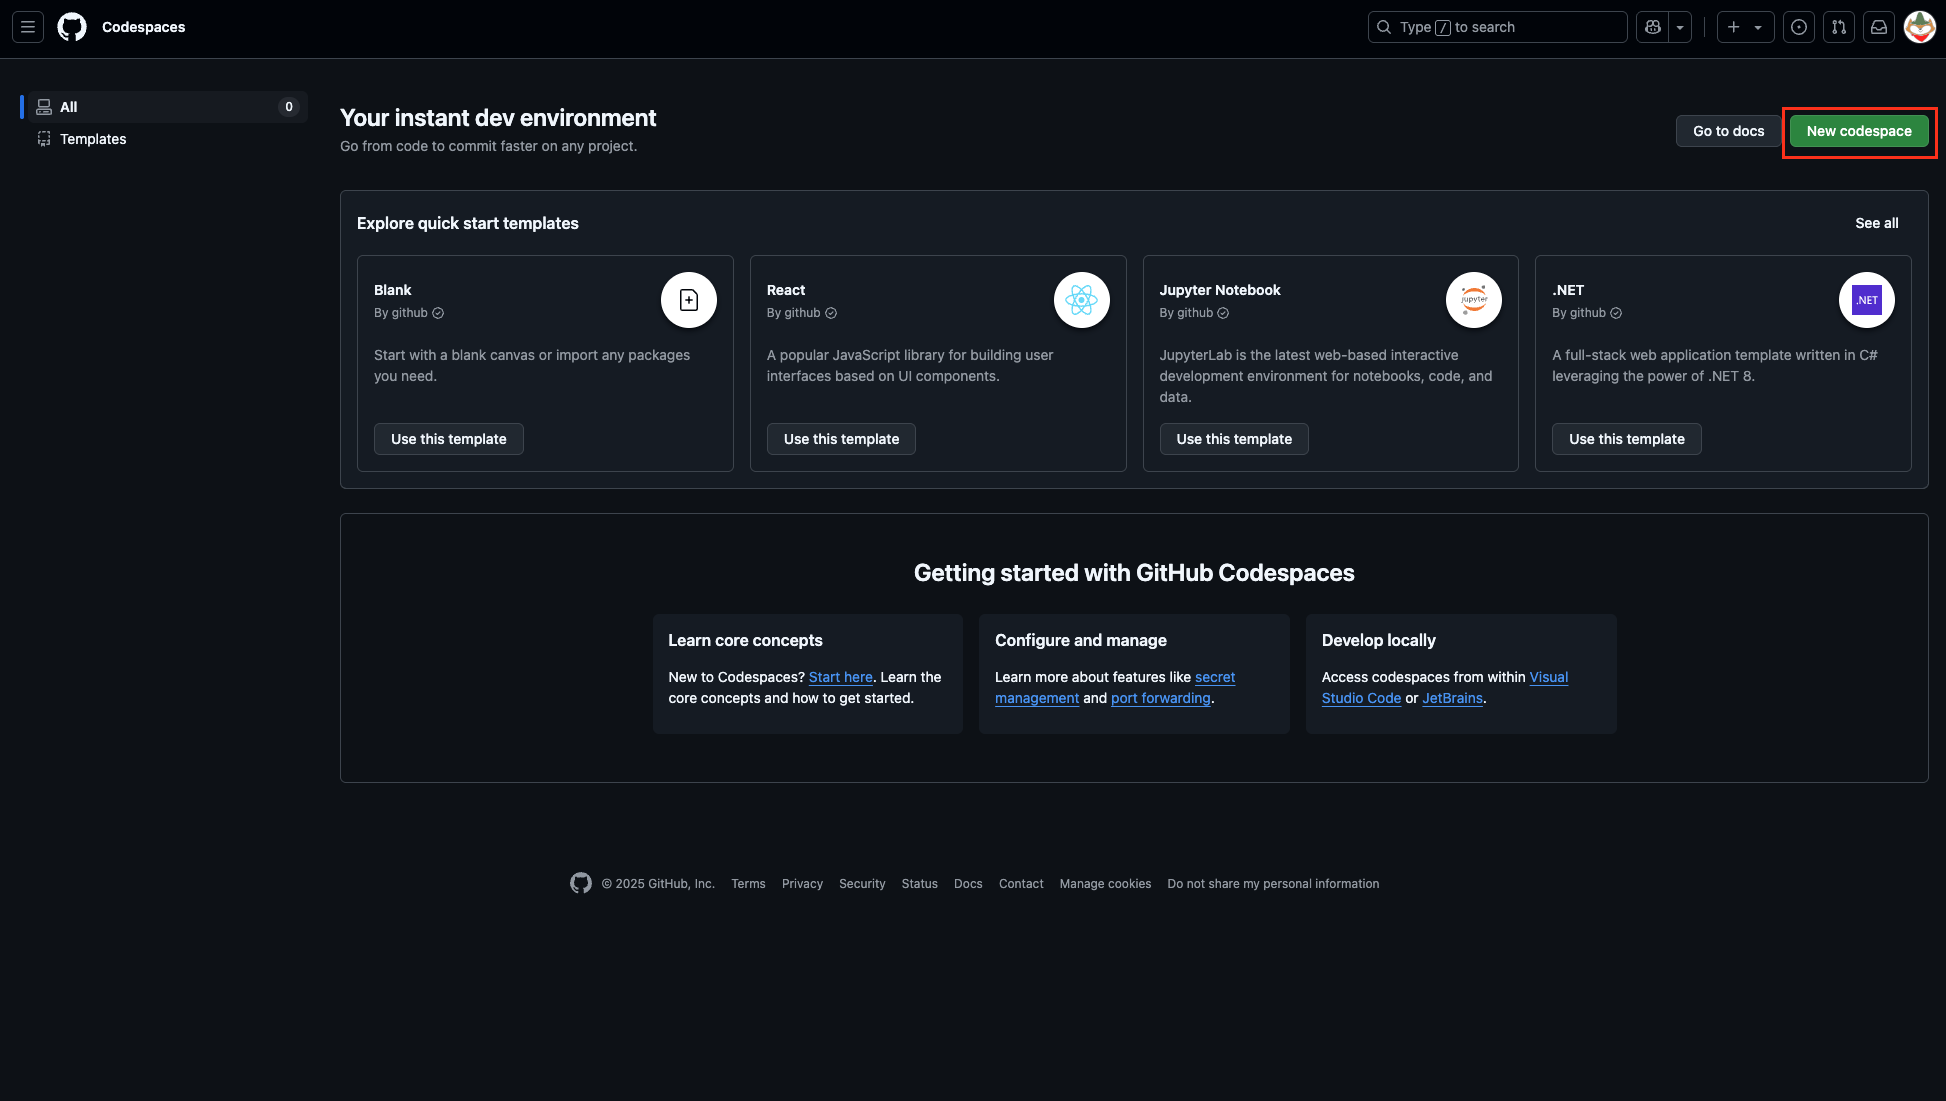 Codespaces
Type / to search
All
0
Templates
Your instant dev environment
Go from code to commit faster on any project.
Go to docs
New codespace
Explore quick start templates
See all
Blank
By github
Start with a blank canvas or import any packages
you need.
Use this template
React
By github
A popular JavaScript library for building user
interfaces based on UI components.
Use this template
Jupyter Notebook
By github
jupyter
JupyterLab is the latest web-based interactive
development environment for notebooks, code, and
data.
Use this template
.NET
By github
.NET
A full-stack web application template written in C#
leveraging the power of .NET 8.
Use this template
Getting started with GitHub Codespaces
Learn core concepts
New to Codespaces? Start here. Learn the
core concepts and how to get started.
Configure and manage
Learn more about features like secret
management and port forwarding.
Develop locally
Access codespaces from within Visual
Studio Code or JetBrains.
© 2025 GitHub, Inc.
Terms
Privacy
Security
Status
Docs
Contact
Manage cookies
Do not share my personal information